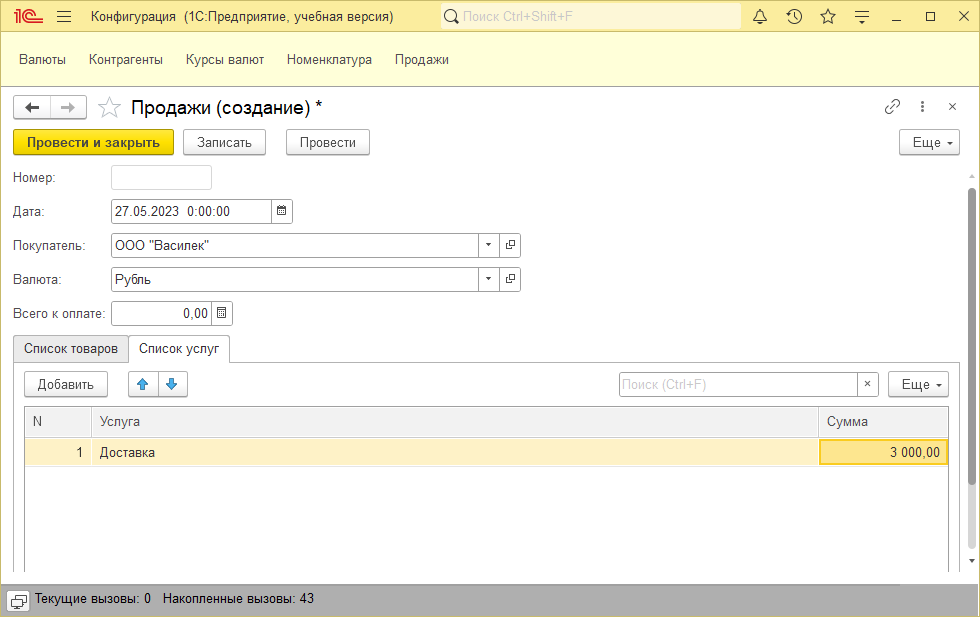 1С Конфигурация (1С:Предприятие, учебная версия) Поиск Ctrl+Shift+F
Валюты Контрагенты Курсы валют Номенклатура Продажи
Продажи (создание) *
Провести и закрыть Записать Провести Еще
Номер:
Дата: 27.05.2023 0:00:00
Покупатель: ООО "Василек"
Валюта: Рубль
Всего к оплате: 0,00
Список товаров Список услуг
Добавить Поиск (Ctrl+F) × Еще
N Услуга Сумма
1 Доставка 3 000,00
Текущие вызовы: 0 Накопленные вызовы: 43